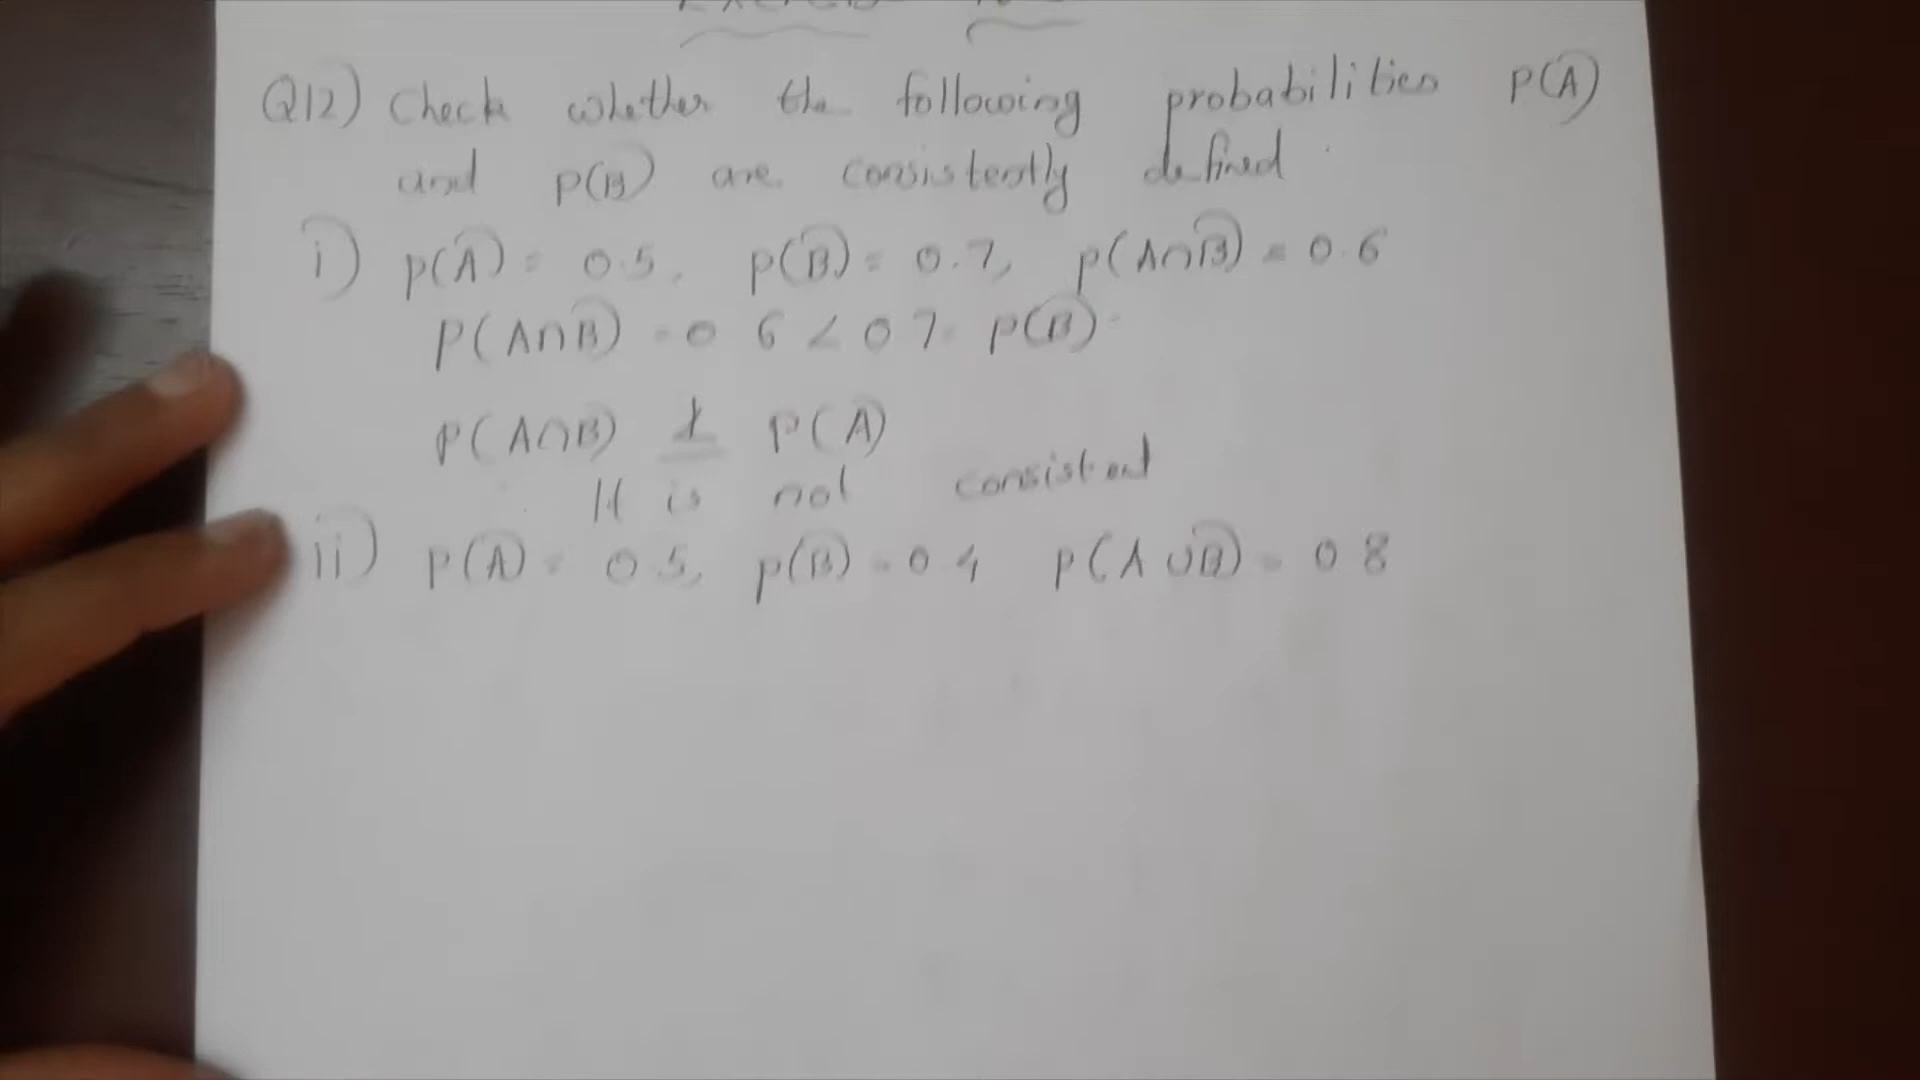 Q12) Check whether the following probabilities P(A)
and P(B) are consistently defined
i) P(A) = 0.5, P(B) = 0.7, P(A∩B) = 0.6
P(A∩B) = 0.6 < 0.7 = P(B)
P(A∩B) ≰ P(A)
It is not consistent
ii) P(A) = 0.5, P(B) = 0.4 P(A∪B) = 0.8